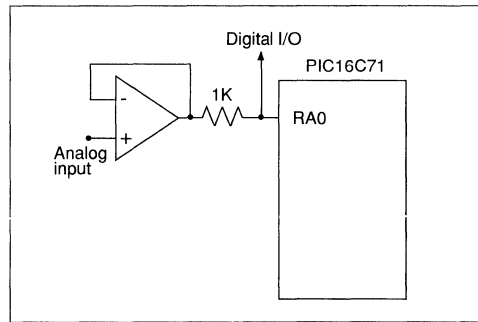 Digital I/O
PIC16C71
1K
RA0
-
+
Analog
input